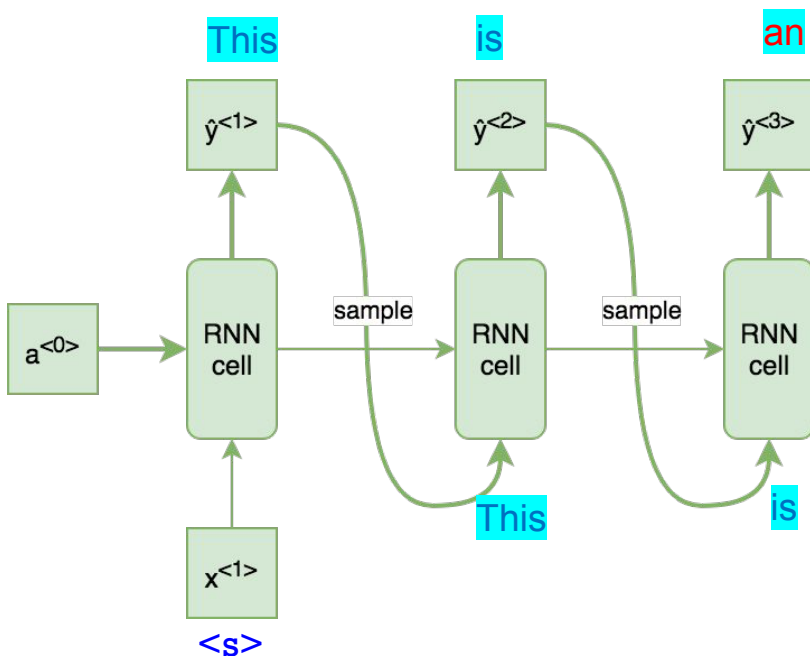 This is an
ŷ<1> ŷ<2> ŷ<3>
sample sample
a<0> RNN cell RNN cell RNN cell
This is
x<1>
<s>